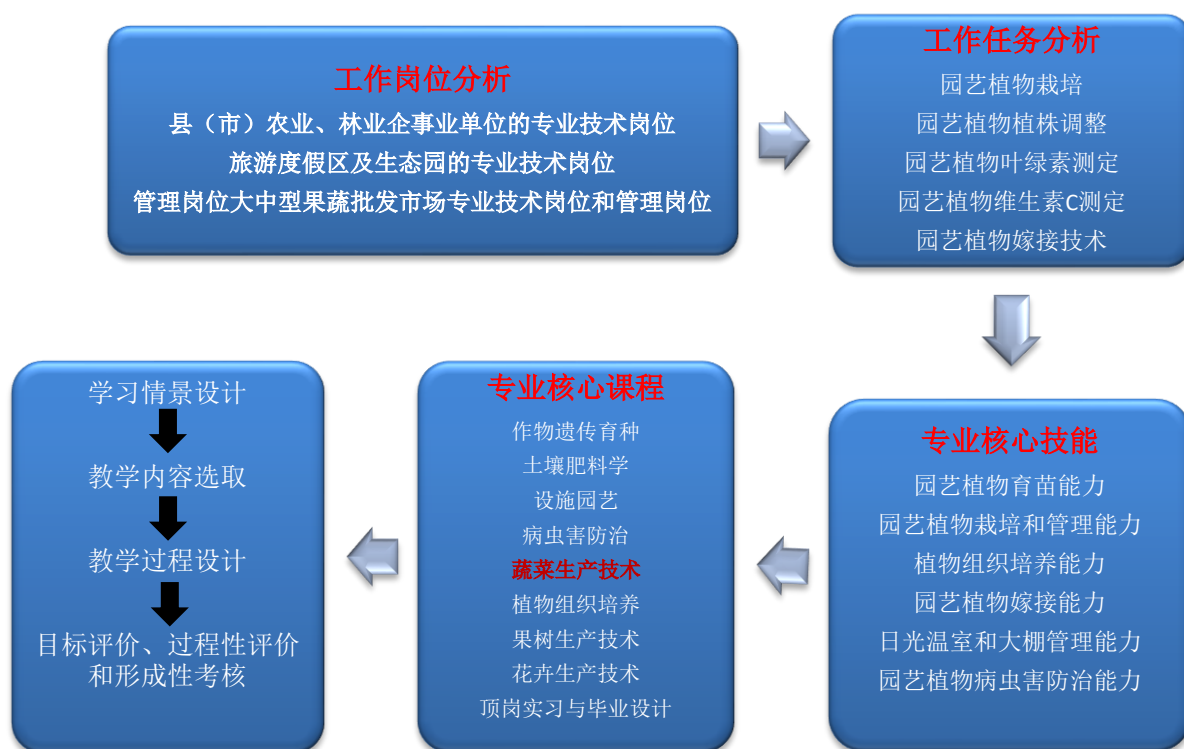 工作岗位分析
县（市）农业、林业企事业单位的专业技术岗位
旅游度假区及生态园的专业技术岗位
管理岗位大中型果蔬批发市场专业技术岗位和管理岗位
工作任务分析
园艺植物栽培
园艺植物植株调整
园艺植物叶绿素测定
园艺植物维生素C测定
园艺植物嫁接技术
专业核心技能
园艺植物育苗能力
园艺植物栽培和管理能力
植物组织培养能力
园艺植物嫁接能力
日光温室和大棚管理能力
园艺植物病虫害防治能力
专业核心课程
作物遗传育种
土壤肥料学
设施园艺
病虫害防治
蔬菜生产技术
植物组织培养
果树生产技术
花卉生产技术
顶岗实习与毕业设计
学习情景设计
教学内容选取
教学过程设计
目标评价、过程性评价
和形成性考核